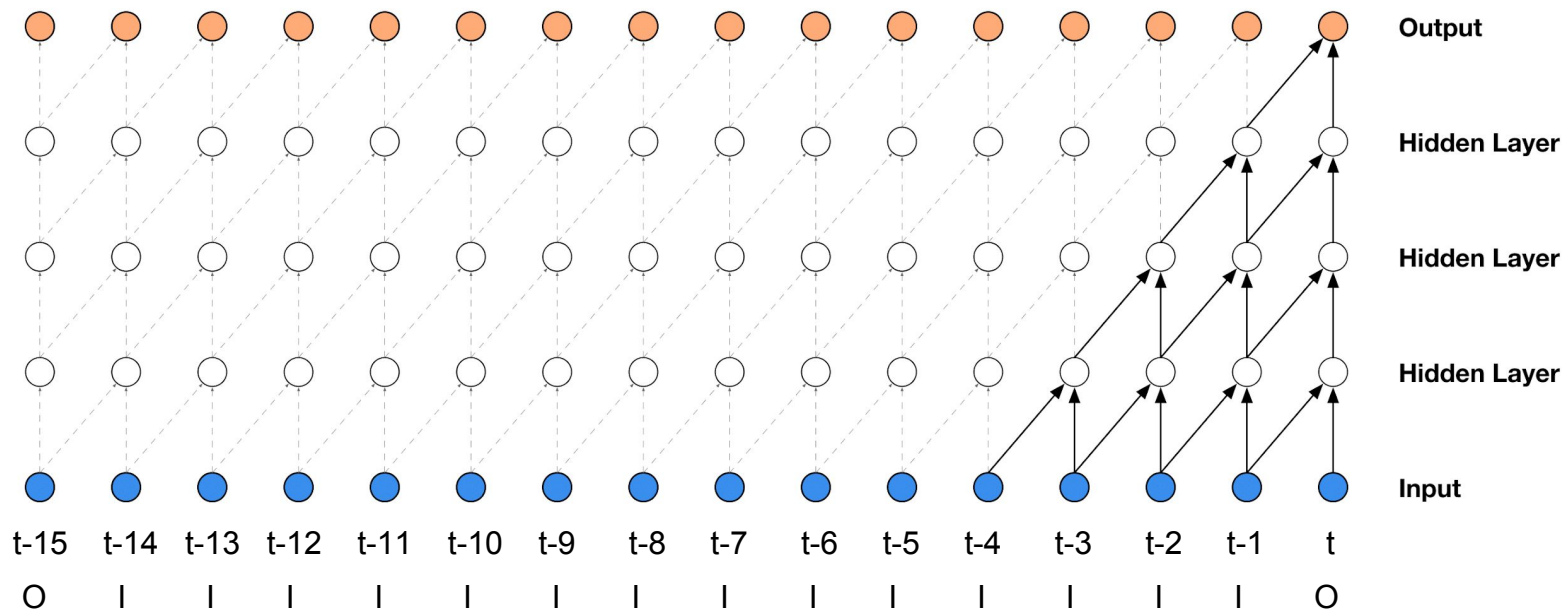 Output
Hidden Layer
Hidden Layer
Hidden Layer
Input
t-15 t-14 t-13 t-12 t-11 t-10 t-9 t-8 t-7 t-6 t-5 t-4 t-3 t-2 t-1 t
O I I I I I I I I I I I I I I O